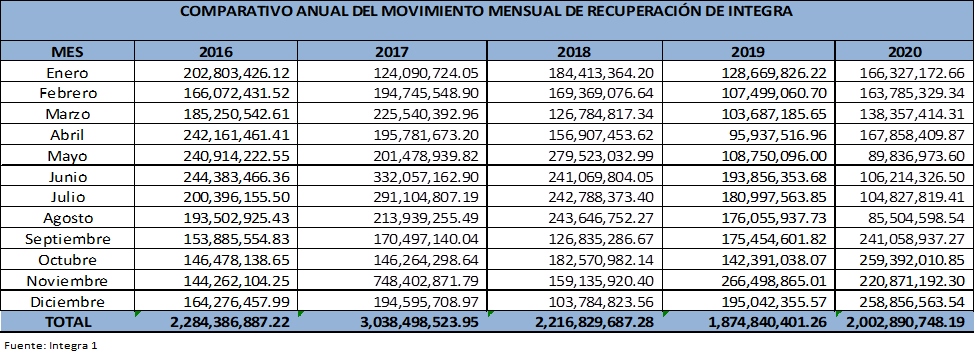 COMPARATIVO ANUAL DEL MOVIMIENTO MENSUAL DE RECUPERACIÓN DE INTEGRA
MES 2016 2017 2018 2019 2020
Enero 202,803,426.12 124,090,724.05 184,413,364.20 128,669,826.22 166,327,172.66
Febrero 166,072,431.52 194,745,548.90 169,369,076.64 107,499,060.70 163,785,329.34
Marzo 185,250,542.61 225,540,392.96 126,784,817.34 103,687,185.65 138,357,414.31
Abril 242,161,461.41 195,781,673.20 156,907,453.62 95,937,516.96 167,858,409.87
Mayo 240,914,222.55 201,478,939.82 279,523,032.99 108,750,096.00 89,836,973.60
Junio 244,383,466.36 332,057,162.90 241,069,804.05 193,856,353.68 106,214,326.50
Julio 200,396,155.50 291,104,807.19 242,788,373.40 180,997,563.85 104,827,819.41
Agosto 193,502,925.43 213,939,255.49 243,646,752.27 176,055,937.73 85,504,598.54
Septiembre 153,885,554.83 170,497,140.04 126,835,286.67 175,454,601.82 241,058,937.27
Octubre 146,478,138.65 146,264,298.64 182,570,982.14 142,391,038.07 259,392,010.85
Noviembre 144,262,104.25 748,402,871.79 159,135,920.40 266,498,865.01 220,871,192.30
Diciembre 164,276,457.99 194,595,708.97 103,784,823.56 195,042,355.57 258,856,563.54
TOTAL 2,284,386,887.22 3,038,498,523.95 2,216,829,687.28 1,874,840,401.26 2,002,890,748.19
Fuente: Integra 1